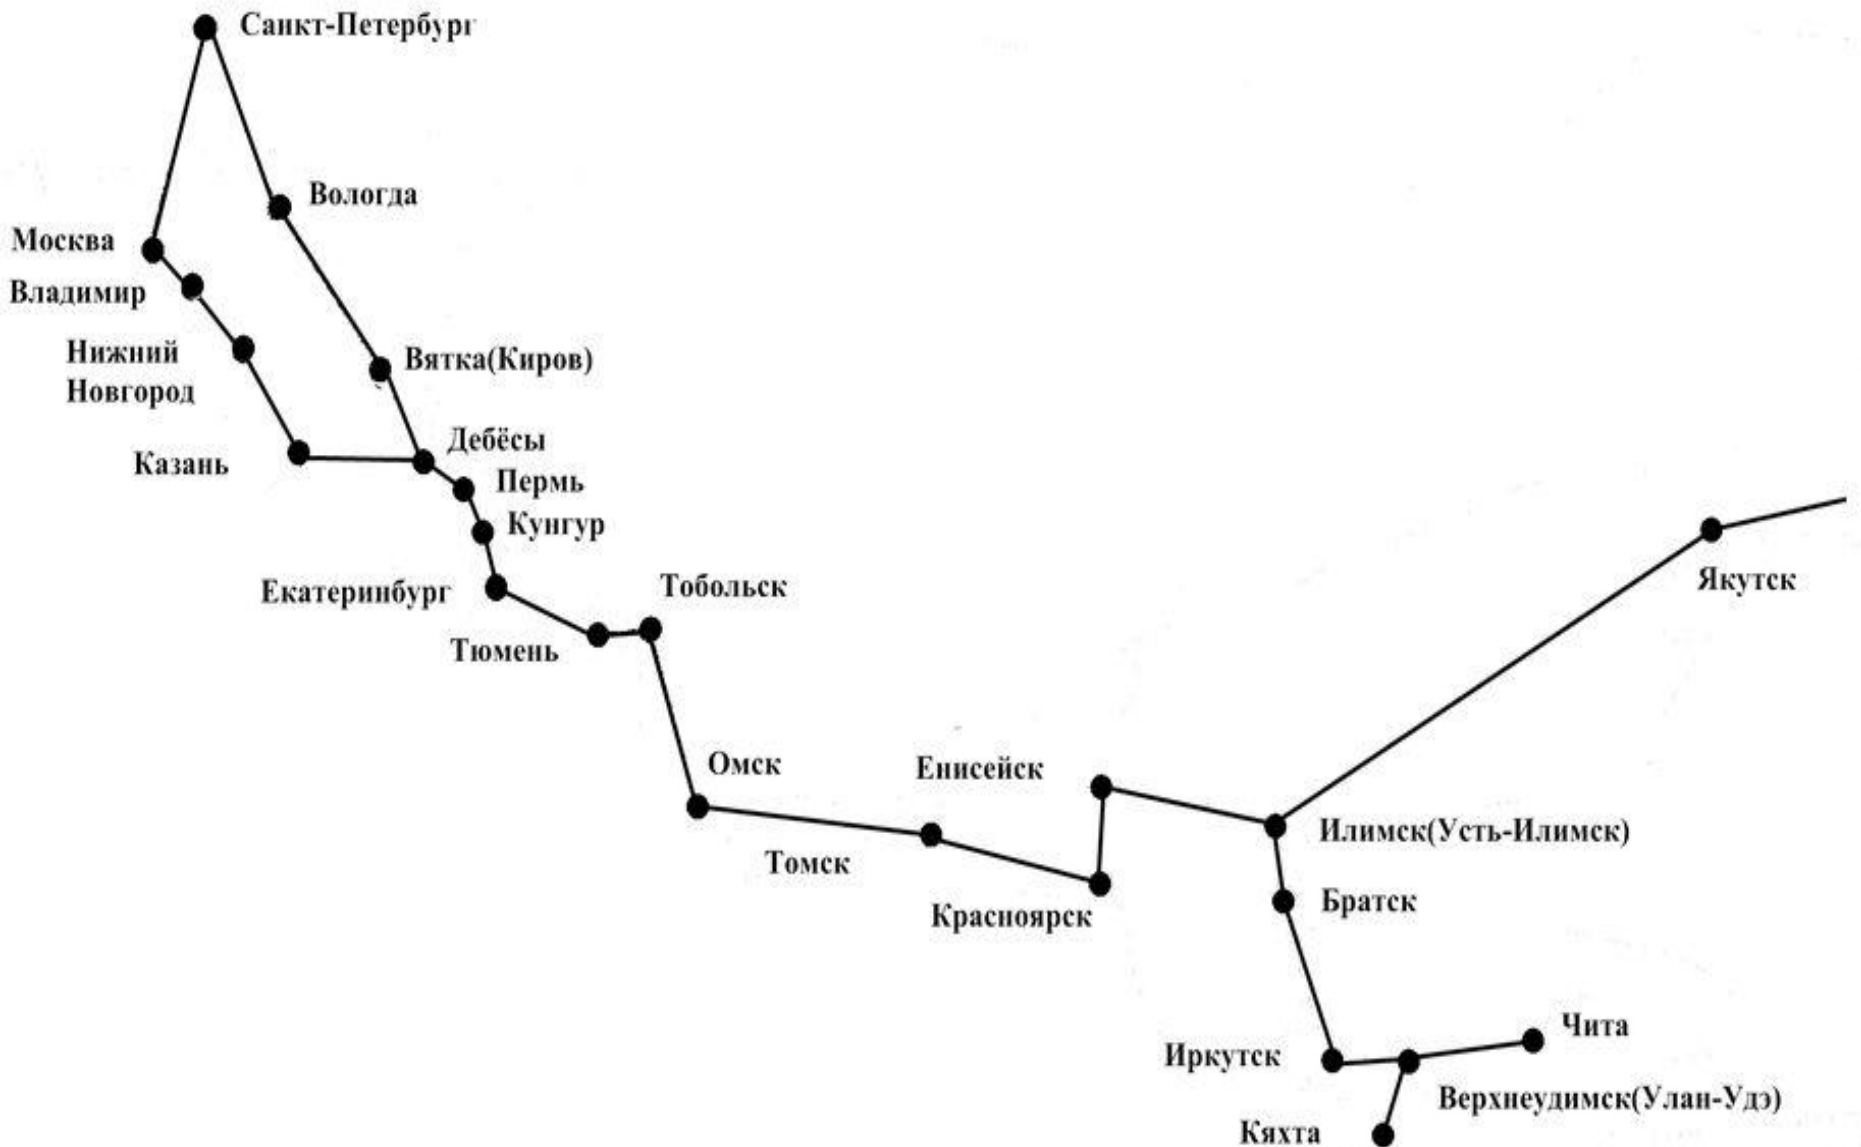 Санкт-Петербург
Вологда
Москва
Владимир
Нижний
Новгород
Вятка(Киров)
Дебёсы
Казань
Пермь
Кунгур
Екатеринбург
Тобольск
Якутск
Тюмень
Омск
Енисейск
Илимск(Усть-Илимск)
Томск
Красноярск
Братск
Чита
Иркутск
Верхнеудимск(Улан-Удэ)
Кяхта